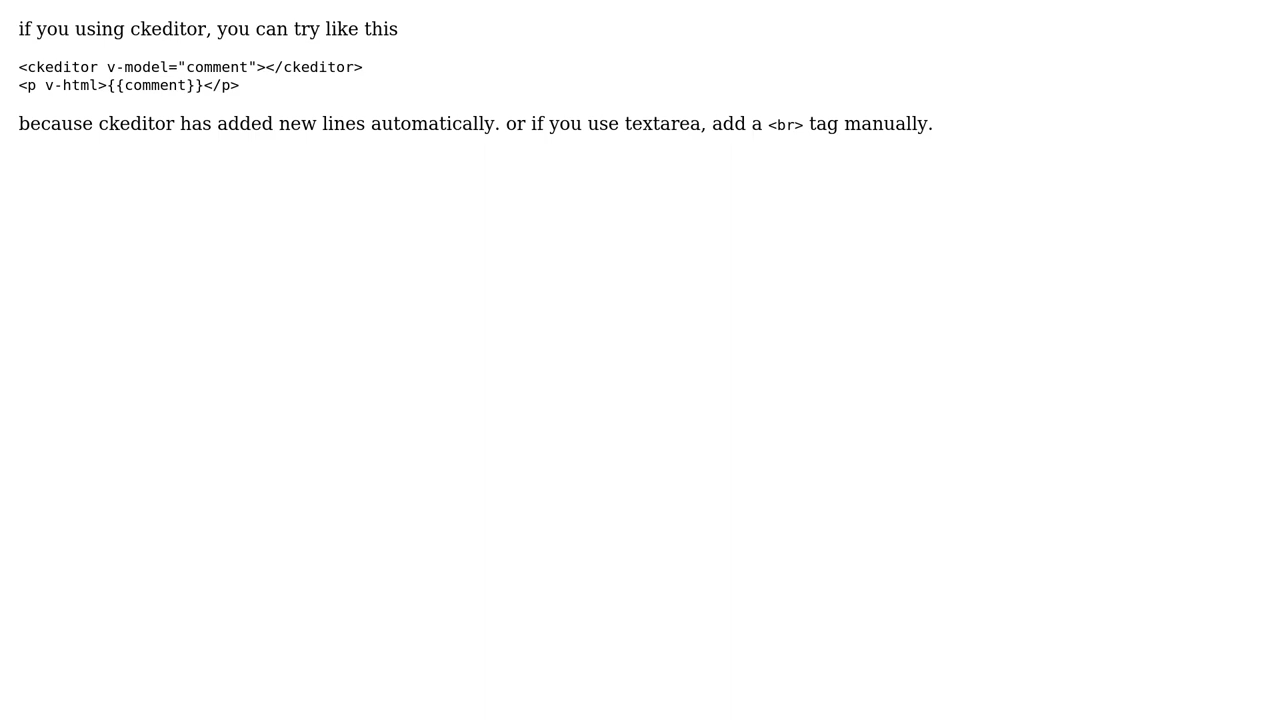 if you using ckeditor, you can try like this
<ckeditor v-model="comment"></ckeditor>
<p v-html>{{comment}}</p>
because ckeditor has added new lines automatically. or if you use textarea, add a <br> tag manually.